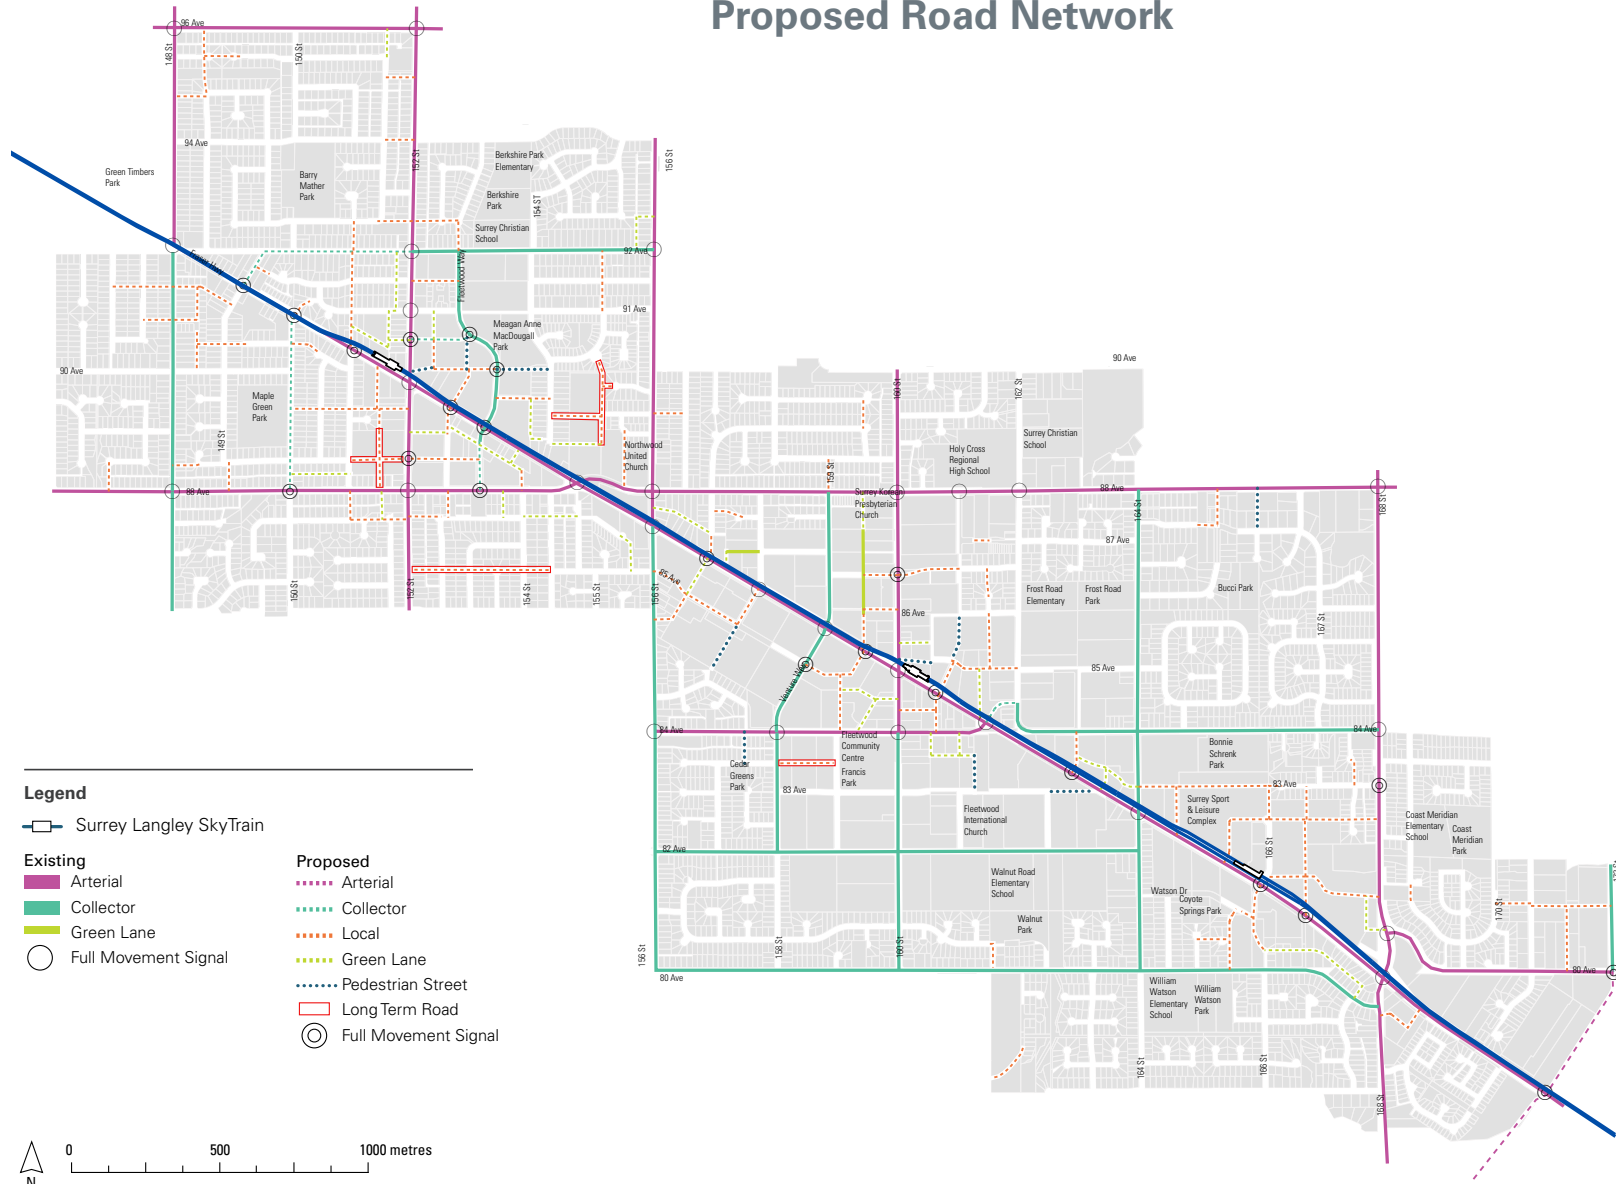 Proposed Road Network
96 Ave
148 St
150 St
94 Ave
152 St
156 St
Green Timbers
Park
Barry
Mather
Park
Berkshire Park
Elementary
Berkshire
Park
154 ST
Surrey Christian
School
92 Ave
Fleetwood Way
91 Ave
Meagan Anne
MacDougall
Park
90 Ave
90 Ave
Maple
Green
Park
149 St
160 St
162 St
Northwood
United
Church
159 St
Holy Cross
Regional
High School
Surrey Christian
School
88 Ave
Surrey Korean
Presbyterian
Church
88 Ave
164 St
168 St
87 Ave
85 Ave
150 St
152 St
154 St
155 St
156 St
86 Ave
Frost Road
Elementary
Frost Road
Park
Bucci Park
167 St
85 Ave
Venture Way
84 Ave
84 Ave
Fleetwood
Community
Centre
Francis
Park
Cedar
Greens
Park
83 Ave
Bonnie
Schrenk
Park
83 Ave
Surrey Sport
& Leisure
Complex
Fleetwood
International
Church
Coast Meridian
Elementary
School
Coast
Meridian
Park
166 St
82 Ave
Walnut Road
Elementary
School
Watson Dr
Coyote
Springs Park
Walnut
Park
170 St
156 St
158 St
160 St
80 Ave
80 Ave
William
Watson
Elementary
School
William
Watson
Park
164 St
166 St
168 St
Legend
Surrey Langley SkyTrain
Existing
Arterial
Collector
Green Lane
Full Movement Signal
Proposed
Arterial
Collector
Local
Green Lane
Pedestrian Street
Long Term Road
Full Movement Signal
0 500 1000 metres
N